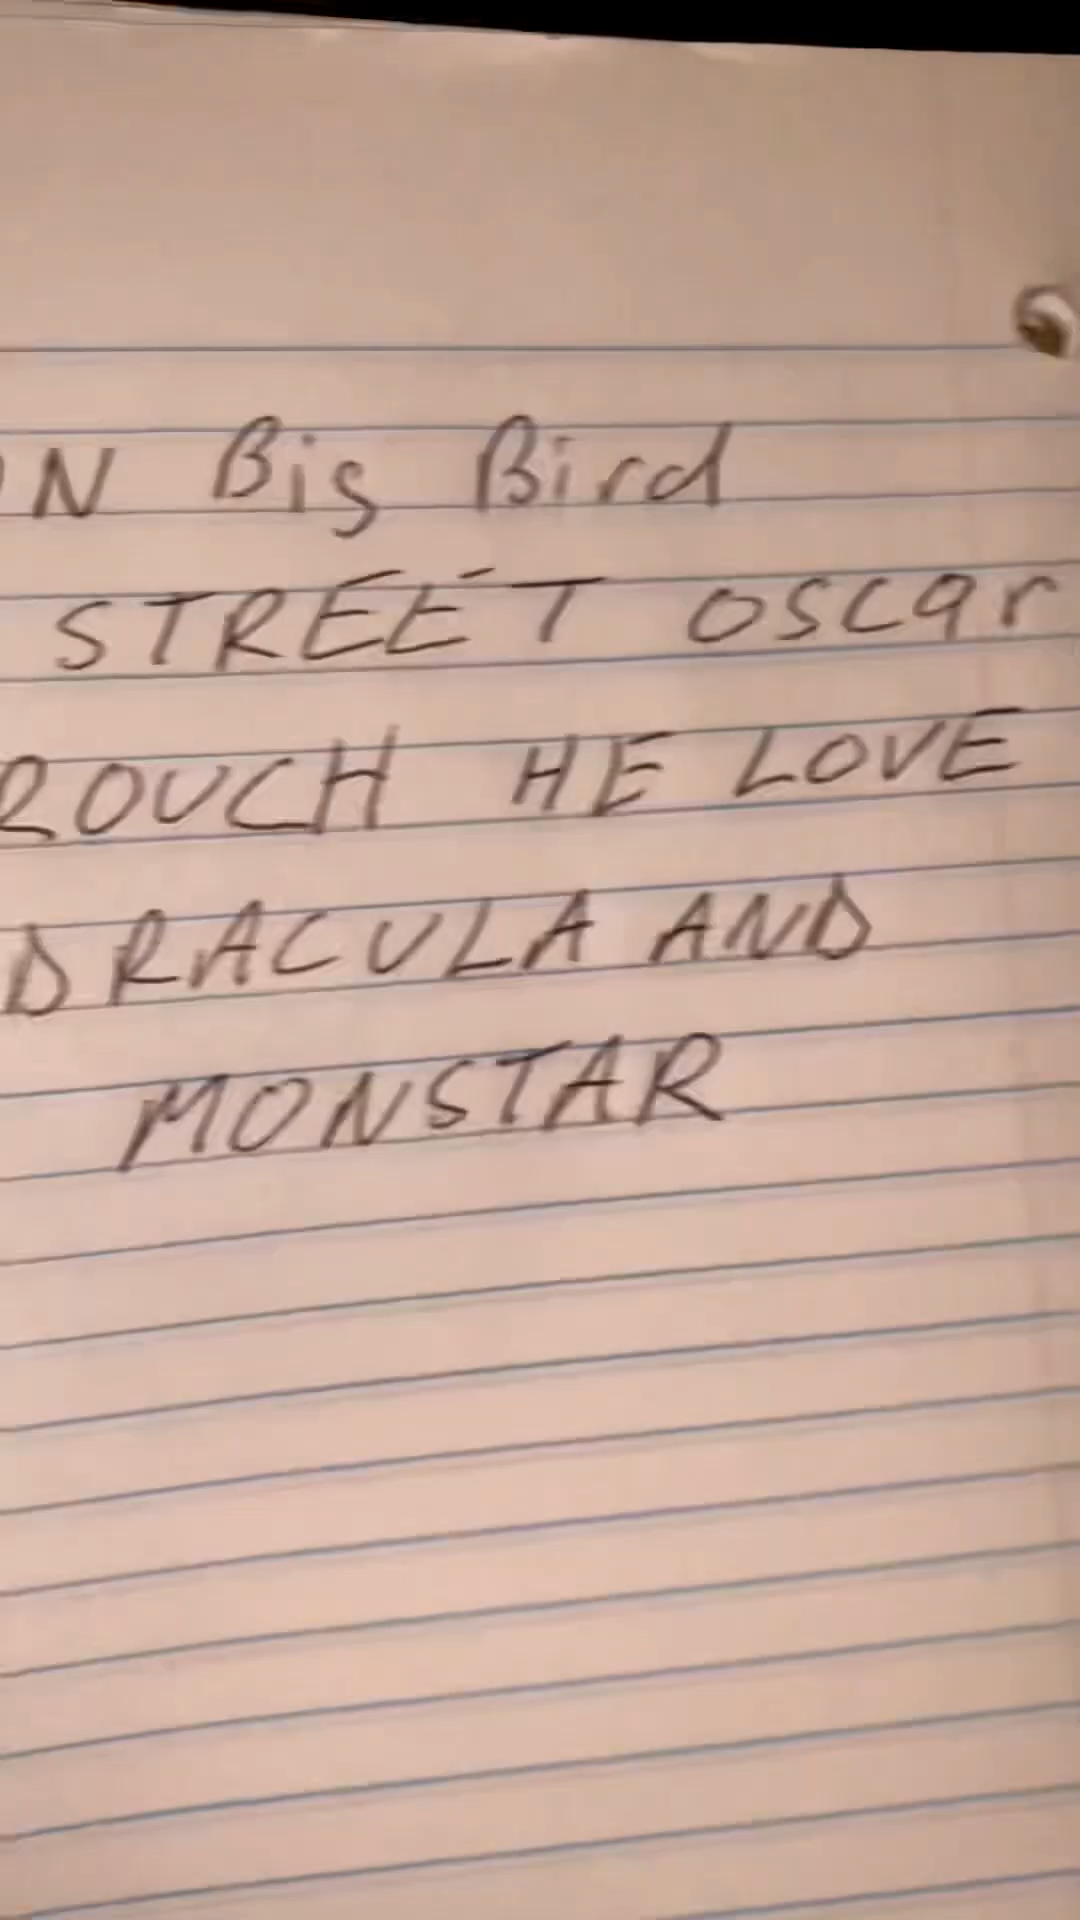 N Big Bird
STREET oscar
ROUCH HE LOVE
DRACULA AND
MONSTAR